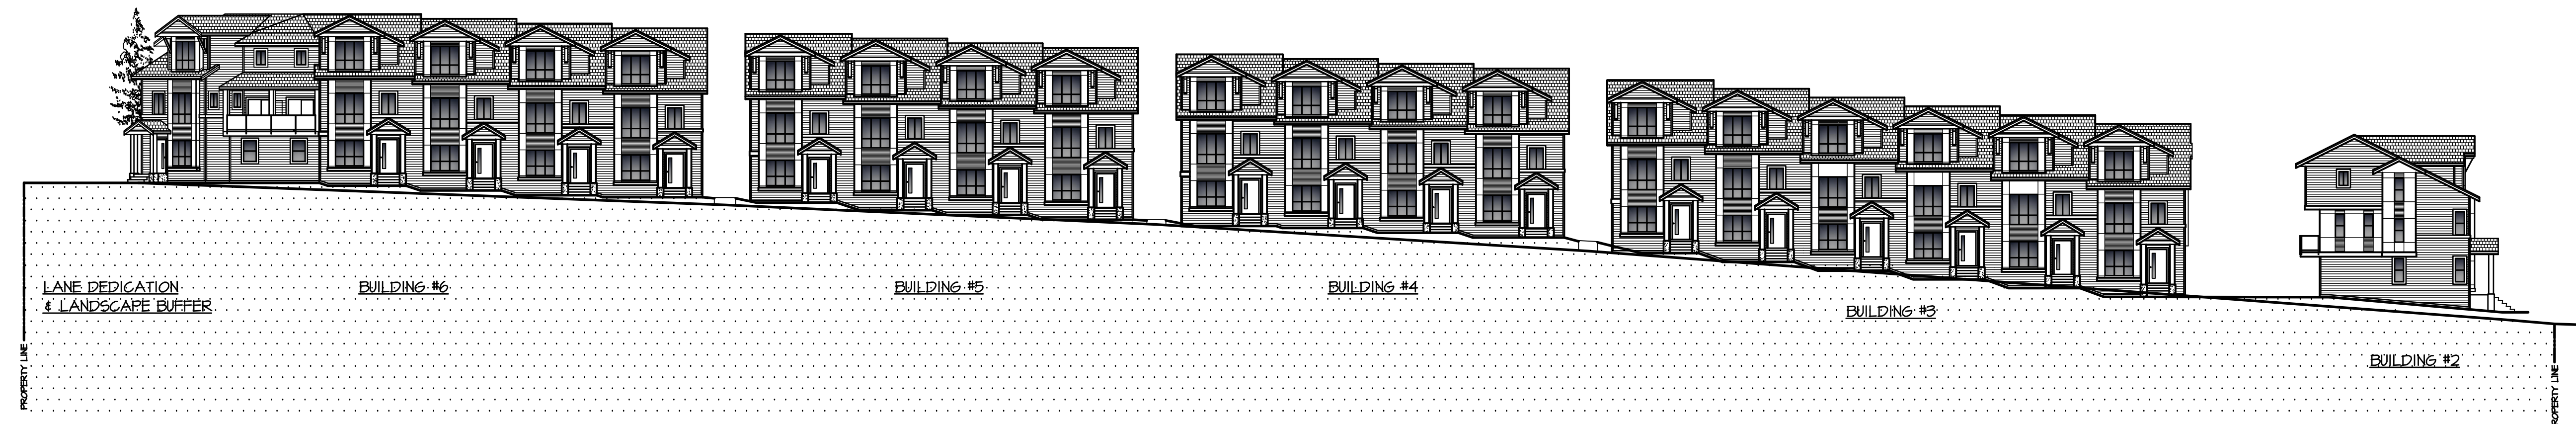 LANE DEDICATION
& LANDSCAPE BUFFER
BUILDING #6
BUILDING #5
BUILDING #4
BUILDING #3
BUILDING #2
PROPERTY LINE
PROPERTY LINE